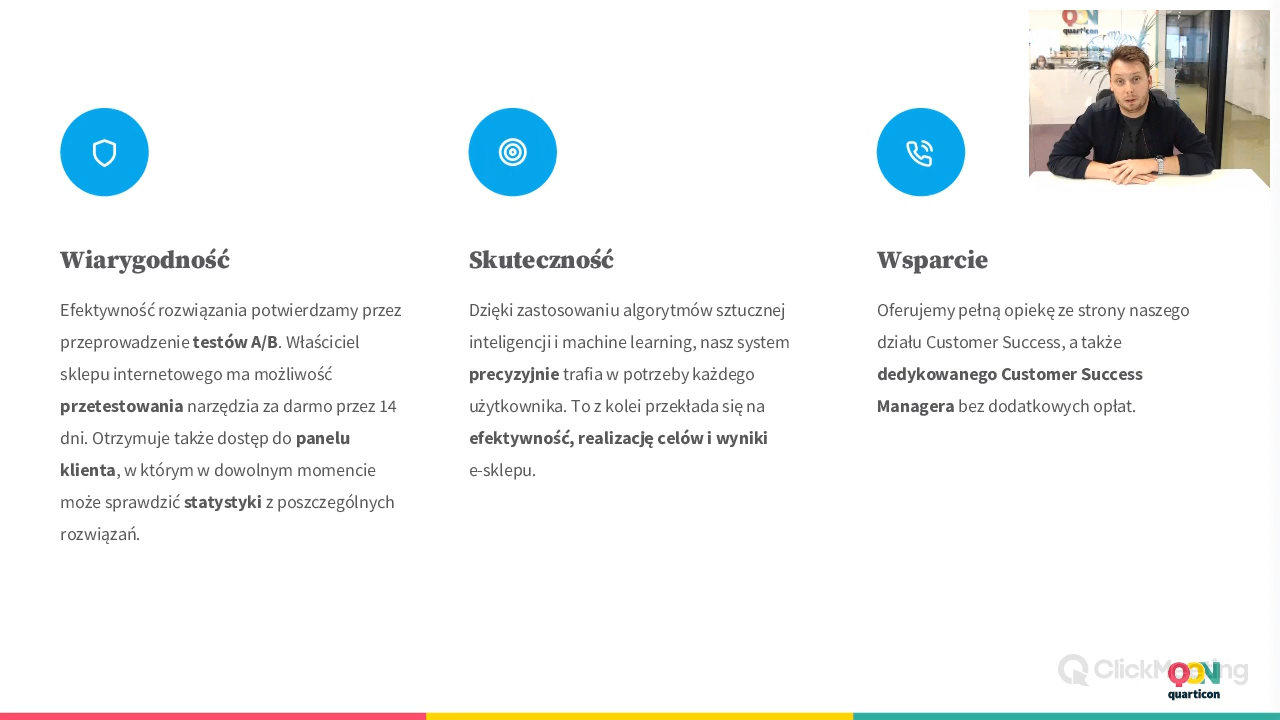 QON
quarticon
Wiarygodność
Efektywność rozwiązania potwierdzamy przez
przeprowadzenie testów A/B. Właściciel
sklepu internetowego ma możliwość
przetestowania narzędzia za darmo przez 14
dni. Otrzymuje także dostęp do panelu
klienta, w którym w dowolnym momencie
może sprawdzić statystyki z poszczególnych
rozwiązań.
Skuteczność
Dzięki zastosowaniu algorytmów sztucznej
inteligencji i machine learning, nasz system
precyzyjnie trafia w potrzeby każdego
użytkownika. To z kolei przekłada się na
efektywność, realizację celów i wyniki
e-sklepu.
Wsparcie
Oferujemy pełną opiekę ze strony naszego
działu Customer Success, a także
dedykowanego Customer Success
Managera bez dodatkowych opłat.
ClickMeeting
QON
quarticon